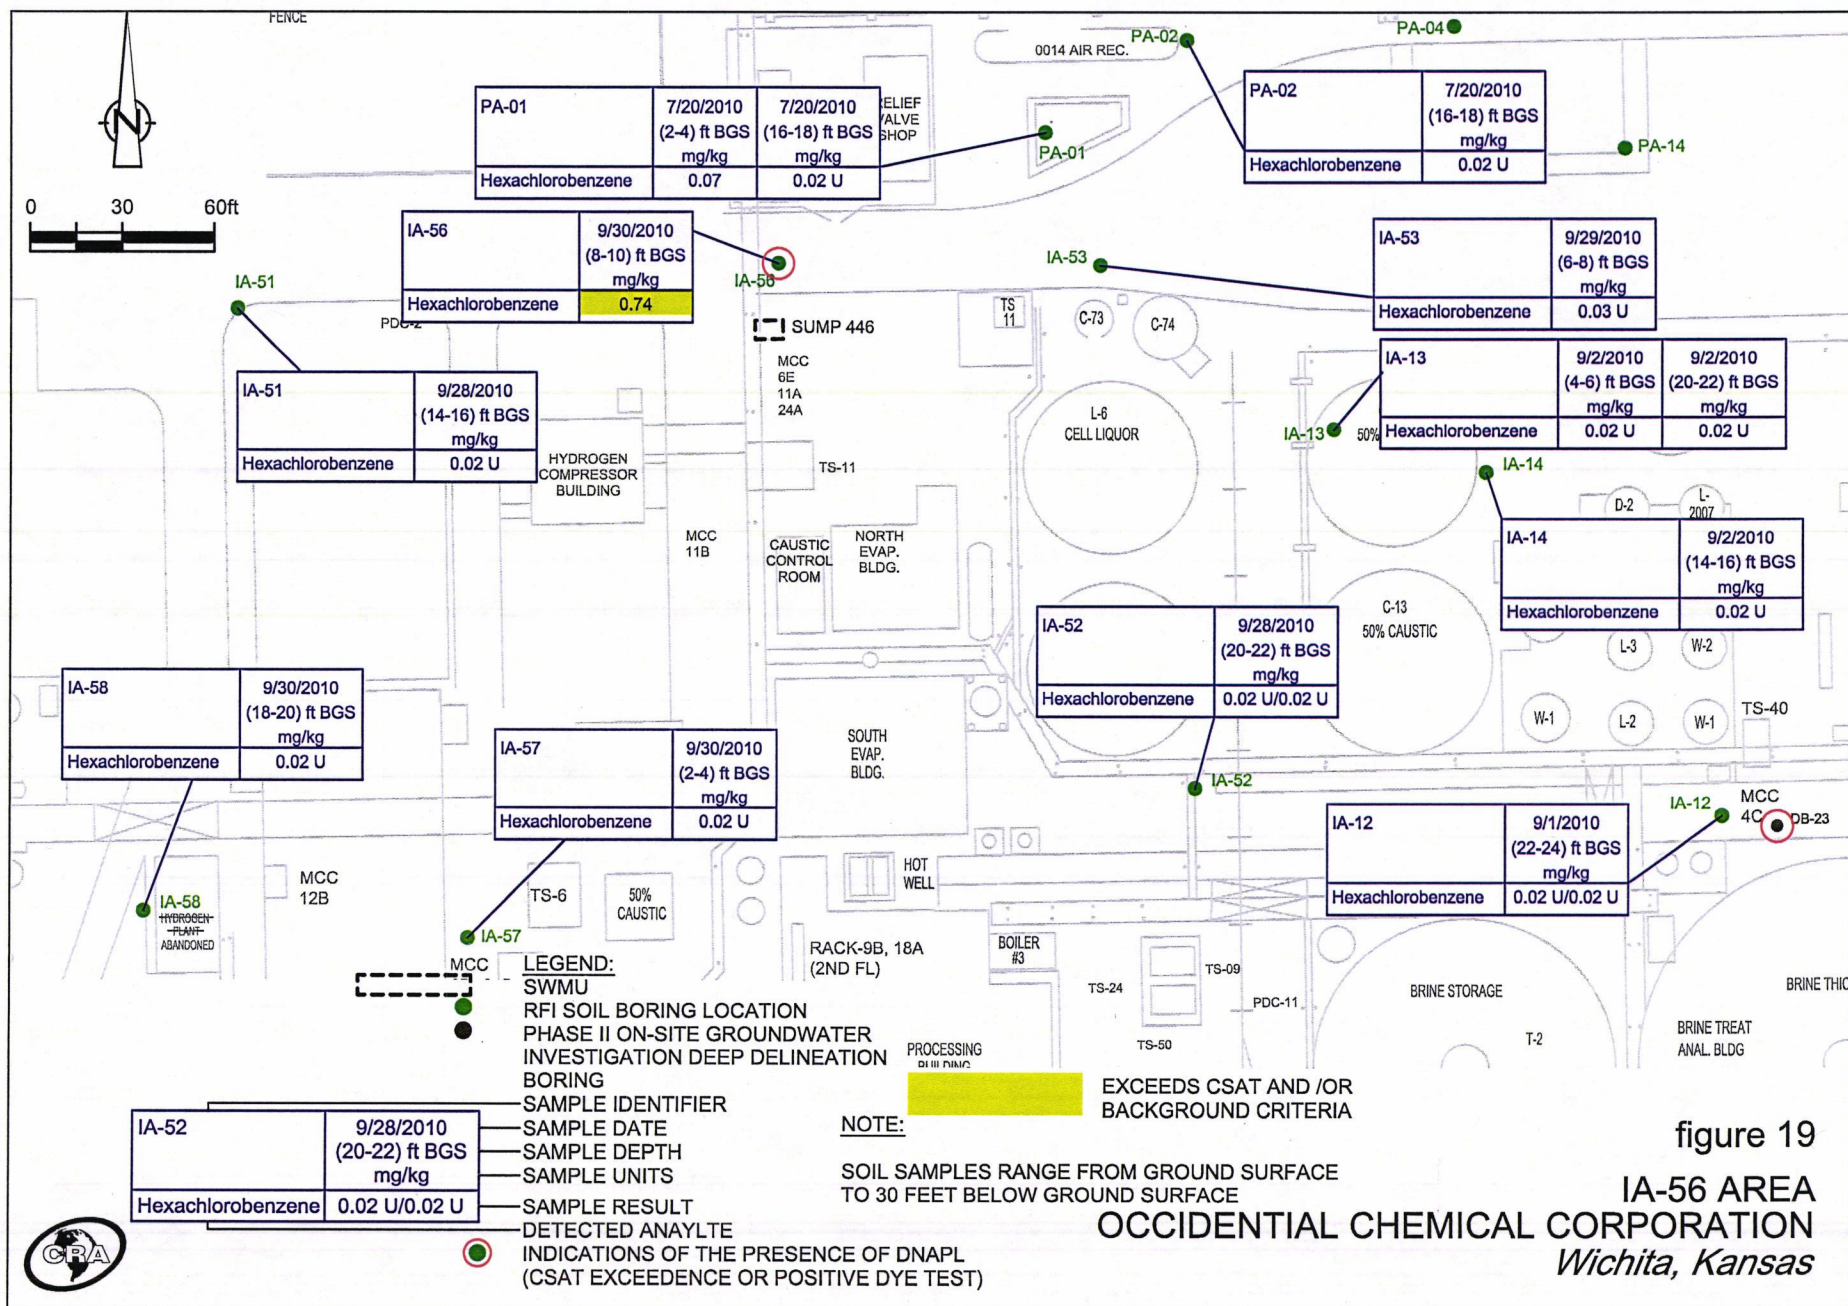 FENCE
N
0 30 60ft
PA-02
PA-04
0014 AIR REC.
PA-01
7/20/2010
(2-4) ft BGS
mg/kg
7/20/2010
(16-18) ft BGS
mg/kg
Hexachlorobenzene 0.07 0.02 U
ELIEF
VALVE
SHOP
PA-01
PA-02
7/20/2010
(16-18) ft BGS
mg/kg
Hexachlorobenzene 0.02 U
PA-14
IA-56
9/30/2010
(8-10) ft BGS
mg/kg
Hexachlorobenzene 0.74
IA-56
IA-53
IA-53
9/29/2010
(6-8) ft BGS
mg/kg
Hexachlorobenzene 0.03 U
IA-51
PDC-2
SUMP 446
MCC
6E
11A
24A
TS
11
C-73
C-74
IA-51
9/28/2010
(14-16) ft BGS
mg/kg
Hexachlorobenzene 0.02 U
IA-13
9/2/2010
(4-6) ft BGS
mg/kg
9/2/2010
(20-22) ft BGS
mg/kg
Hexachlorobenzene 0.02 U 0.02 U
IA-13
50%
L-6
CELL LIQUOR
HYDROGEN
COMPRESSOR
BUILDING
TS-11
IA-14
D-2
L-
2007
MCC
11B
CAUSTIC
CONTROL
ROOM
NORTH
EVAP.
BLDG.
IA-14
9/2/2010
(14-16) ft BGS
mg/kg
Hexachlorobenzene 0.02 U
C-13
50% CAUSTIC
IA-52
9/28/2010
(20-22) ft BGS
mg/kg
Hexachlorobenzene 0.02 U/0.02 U
L-3
W-2
W-1
L-2
W-1
TS-40
IA-58
9/30/2010
(18-20) ft BGS
mg/kg
Hexachlorobenzene 0.02 U
IA-57
9/30/2010
(2-4) ft BGS
mg/kg
Hexachlorobenzene 0.02 U
SOUTH
EVAP.
BLDG.
IA-52
IA-12
MCC
4C
DB-23
IA-12
9/1/2010
(22-24) ft BGS
mg/kg
Hexachlorobenzene 0.02 U/0.02 U
MCC
12B
IA-58
HYDROGEN
PLANT
ABANDONED
TS-6
50%
CAUSTIC
HOT
WELL
IA-57
MCC
RACK-9B, 18A
(2ND FL)
BOILER
#3
TS-24
TS-09
PDC-11
TS-50
BRINE STORAGE
T-2
BRINE THIC
BRINE TREAT
ANAL. BLDG
PROCESSING
BUILDING
LEGEND:
SWMU
RFI SOIL BORING LOCATION
PHASE II ON-SITE GROUNDWATER
INVESTIGATION DEEP DELINEATION
BORING
SAMPLE IDENTIFIER
SAMPLE DATE
SAMPLE DEPTH
SAMPLE UNITS
SAMPLE RESULT
DETECTED ANAYLTE
INDICATIONS OF THE PRESENCE OF DNAPL
(CSAT EXCEEDENCE OR POSITIVE DYE TEST)
IA-52
9/28/2010
(20-22) ft BGS
mg/kg
Hexachlorobenzene 0.02 U/0.02 U
CRA
EXCEEDS CSAT AND /OR
BACKGROUND CRITERIA
NOTE:
SOIL SAMPLES RANGE FROM GROUND SURFACE
TO 30 FEET BELOW GROUND SURFACE
figure 19
IA-56 AREA
OCCIDENTIAL CHEMICAL CORPORATION
Wichita, Kansas